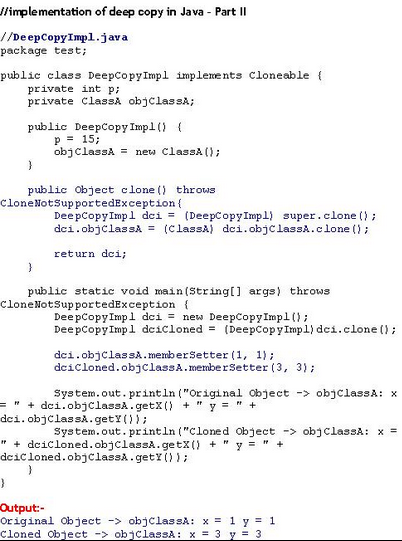 //implementation of deep copy in Java - Part II
//DeepCopyImpl.java
package test;
public class DeepCopyImpl implements Cloneable {
private int p;
private ClassA objClassA;
public DeepCopyImpl() {
p = 15;
objClassA = new ClassA();
}
public Object clone() throws
CloneNotSupportedException{
DeepCopyImpl dci = (DeepCopyImpl) super.clone();
dci.objClassA = (ClassA) dci.objClassA.clone();
return dci;
}
public static void main(String[] args) throws
CloneNotSupportedException {
DeepCopyImpl dci = new DeepCopyImpl();
DeepCopyImpl dciCloned = (DeepCopyImpl)dci.clone();
dci.objClassA.memberSetter(1, 1);
dciCloned.objClassA.memberSetter(3, 3);
System.out.println("Original Object -> objClassA: x
= " + dci.objClassA.getX() + " y = " +
dci.objClassA.getY());
System.out.println("Cloned Object -> objClassA: x =
" + dciCloned.objClassA.getX() + " y = " +
dciCloned.objClassA.getY());
}
}
Output:-
Original Object -> objClassA: x = 1 y = 1
Cloned Object -> objClassA: x = 3 y = 3